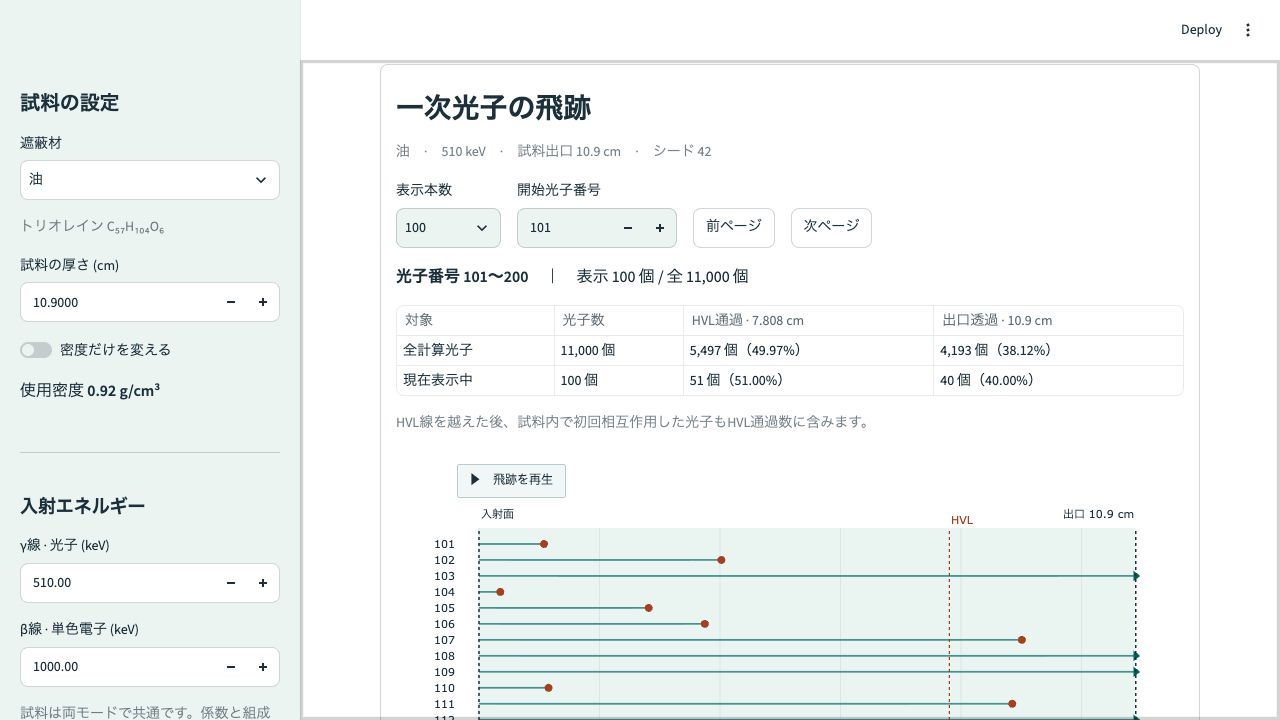 Deploy
試料の設定
遮蔽材
油
トリオレイン C₅₇H₁₀₄O₆
試料の厚さ (cm)
10.9000
密度だけを変える
使用密度 0.92 g/cm³
入射エネルギー
γ線 · 光子 (keV)
510.00
β線 · 単色電子 (keV)
1000.00
試料は両モードで共通です。係数と組成
一次光子の飛跡
油 · 510 keV · 試料出口 10.9 cm · シード 42
表示本数 開始光子番号
100 101 前ページ 次ページ
光子番号 101〜200 | 表示 100 個 / 全 11,000 個
対象 光子数 HVL通過 · 7.808 cm 出口透過 · 10.9 cm
全計算光子 11,000 個 5,497 個（49.97%） 4,193 個（38.12%）
現在表示中 100 個 51 個（51.00%） 40 個（40.00%）
HVL線を越えた後、試料内で初回相互作用した光子もHVL通過数に含みます。
飛跡を再生
入射面 HVL 出口 10.9 cm
101
102
103
104
105
106
107
108
109
110
111
112